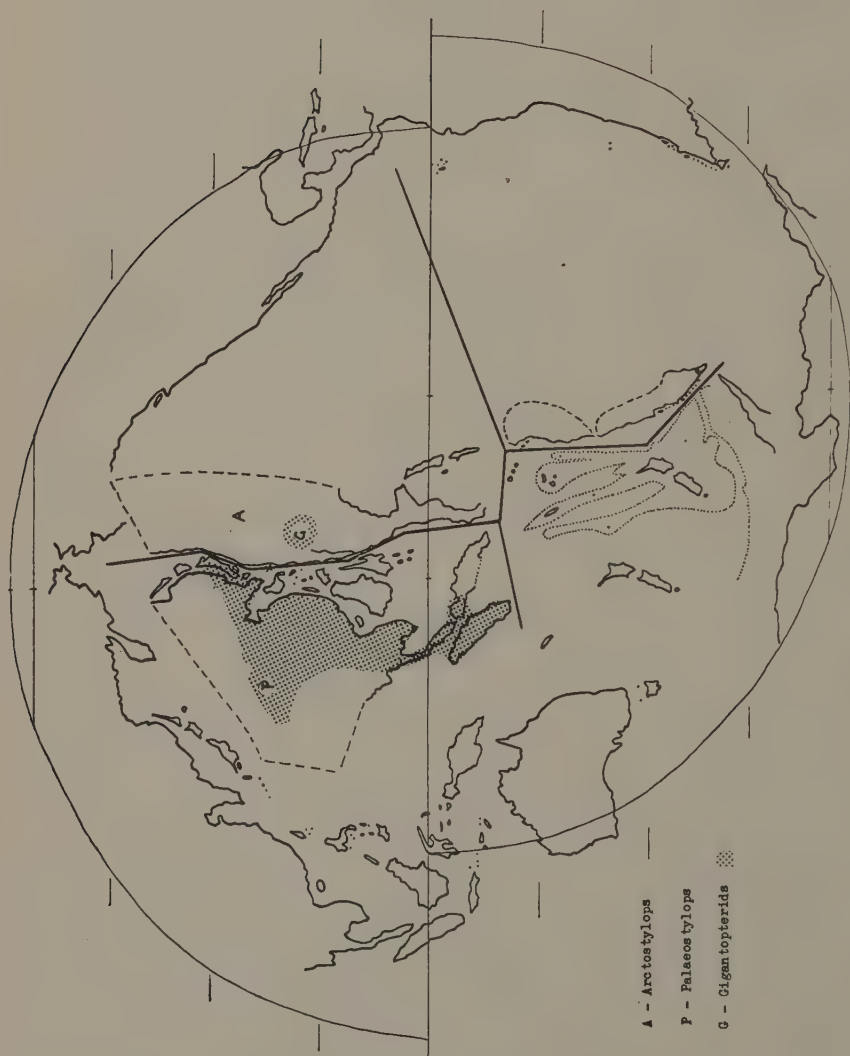 A
G
P
A - Arctostylops
P - Palaeostylops
G - Gigantopterids